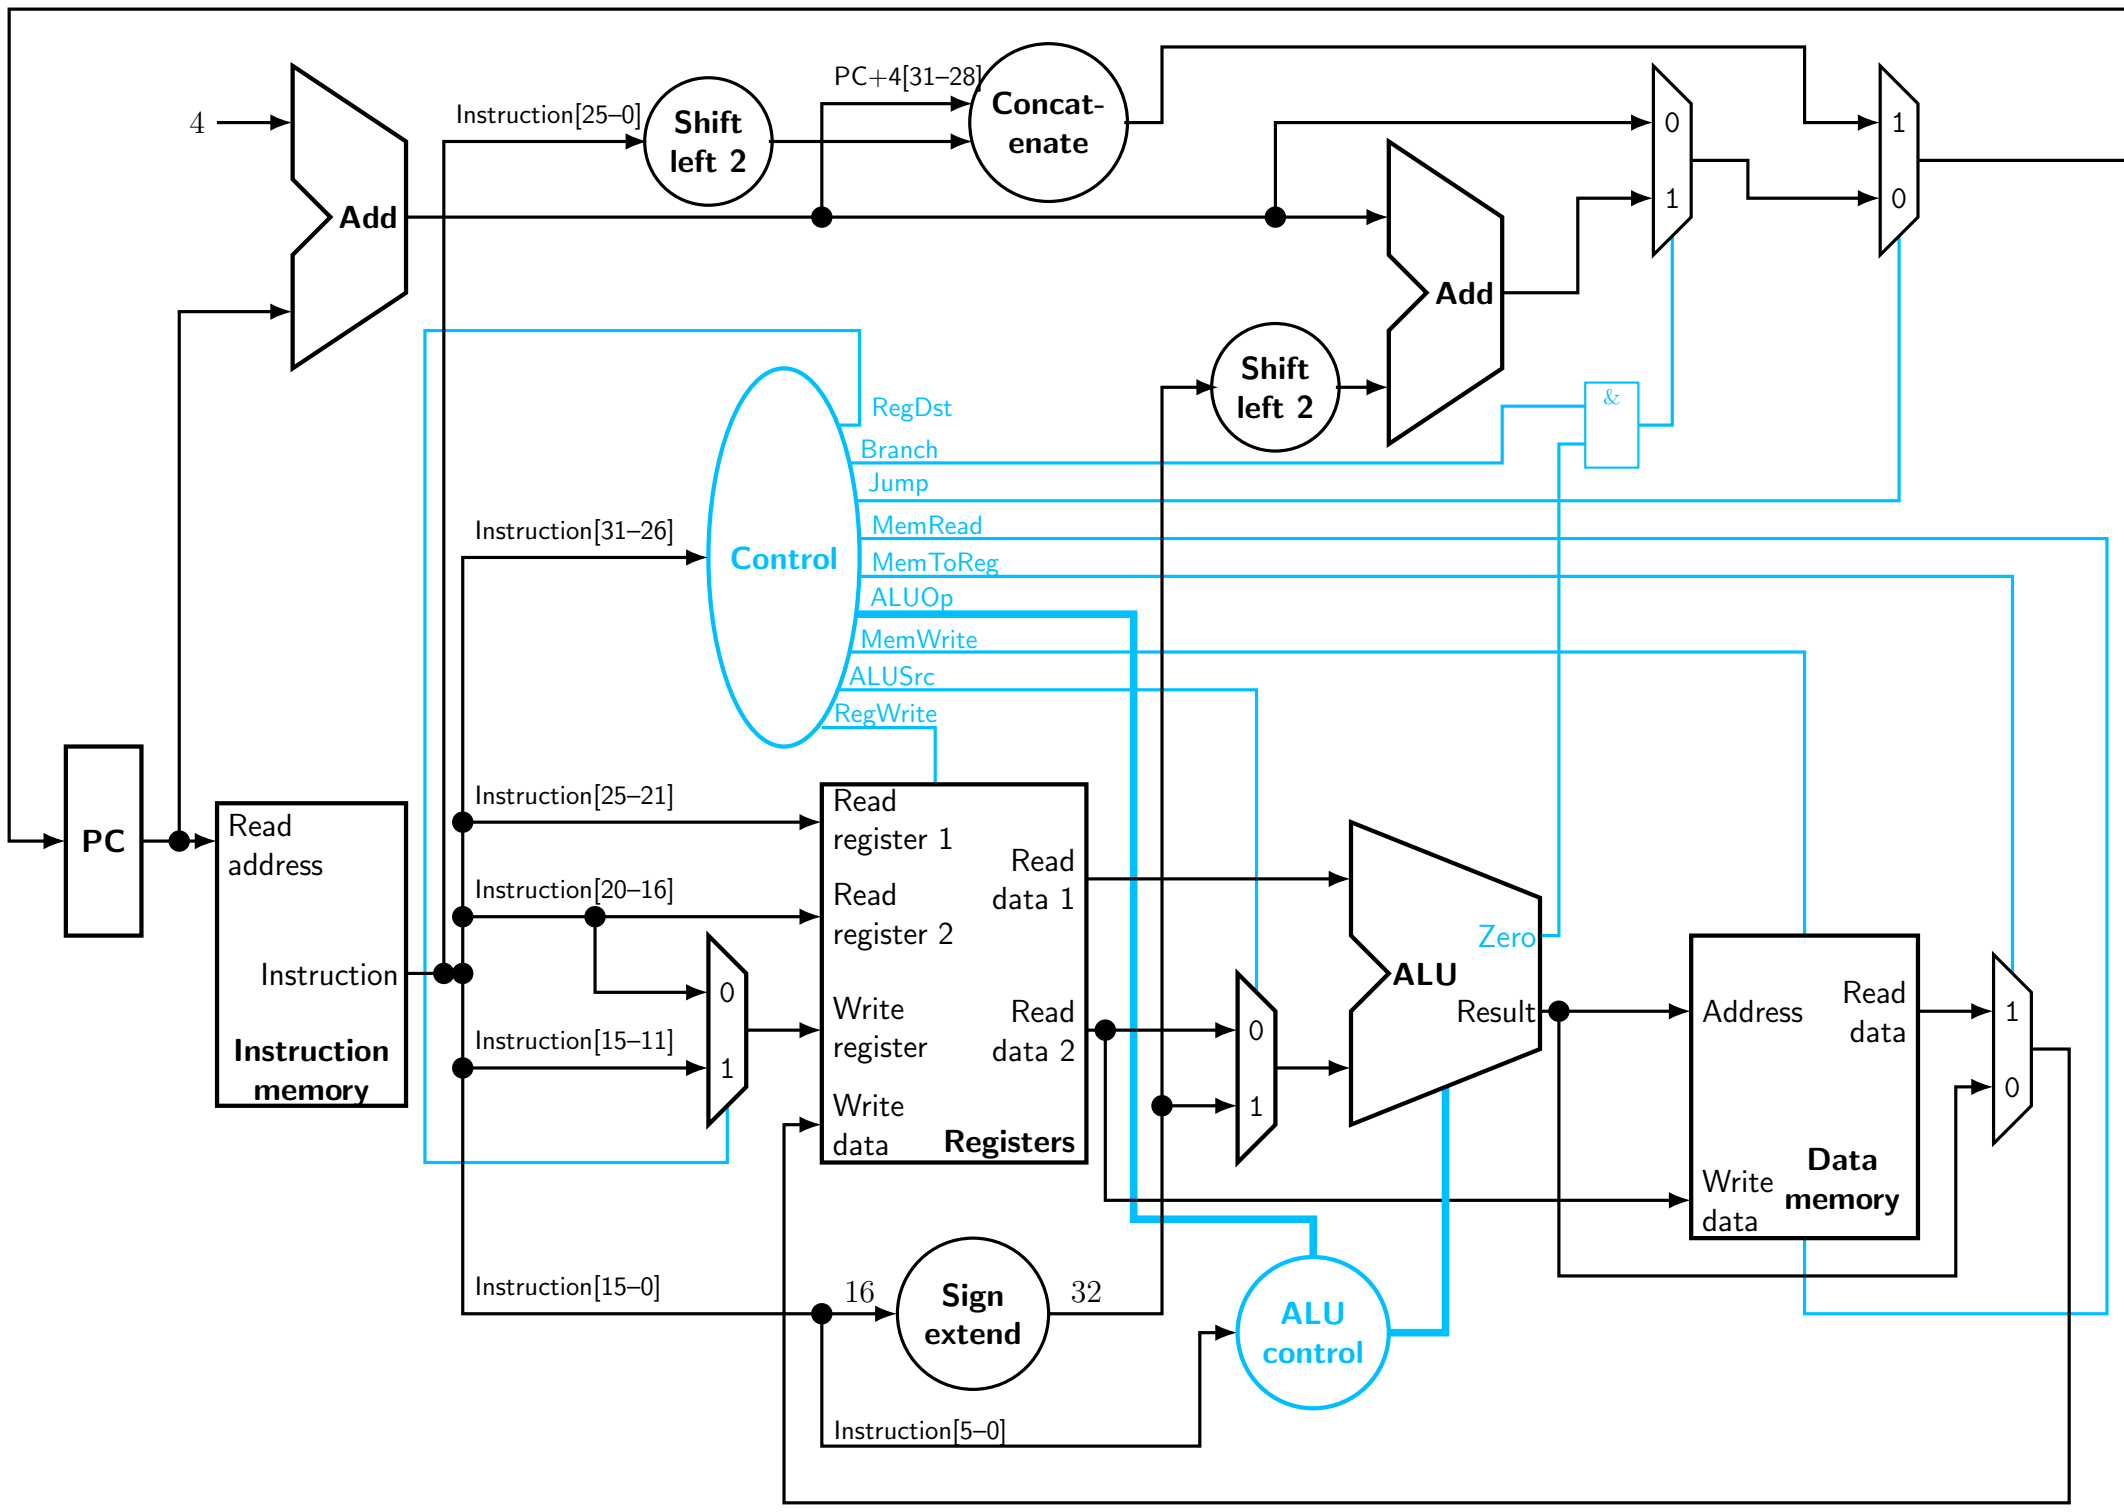 PC+4[31–28]
Instruction[25–0]
4
Shift
left 2
Concat-
enate
0
1
1
0
Add
Add
Shift
left 2
&
RegDst
Branch
Jump
Instruction[31–26]
MemRead
Control
MemToReg
ALUOp
MemWrite
ALUSrc
RegWrite
PC
Read
address
Instruction
Instruction
memory
Instruction[25–21]
Instruction[20–16]
Instruction[15–11]
0
1
Read
register 1
Read
register 2
Write
register
Write
data
Read
data 1
Read
data 2
Registers
0
1
Zero
ALU
Result
Address
Read
data
Write
data
Data
memory
1
0
Instruction[15–0]
16
Sign
extend
32
ALU
control
Instruction[5–0]